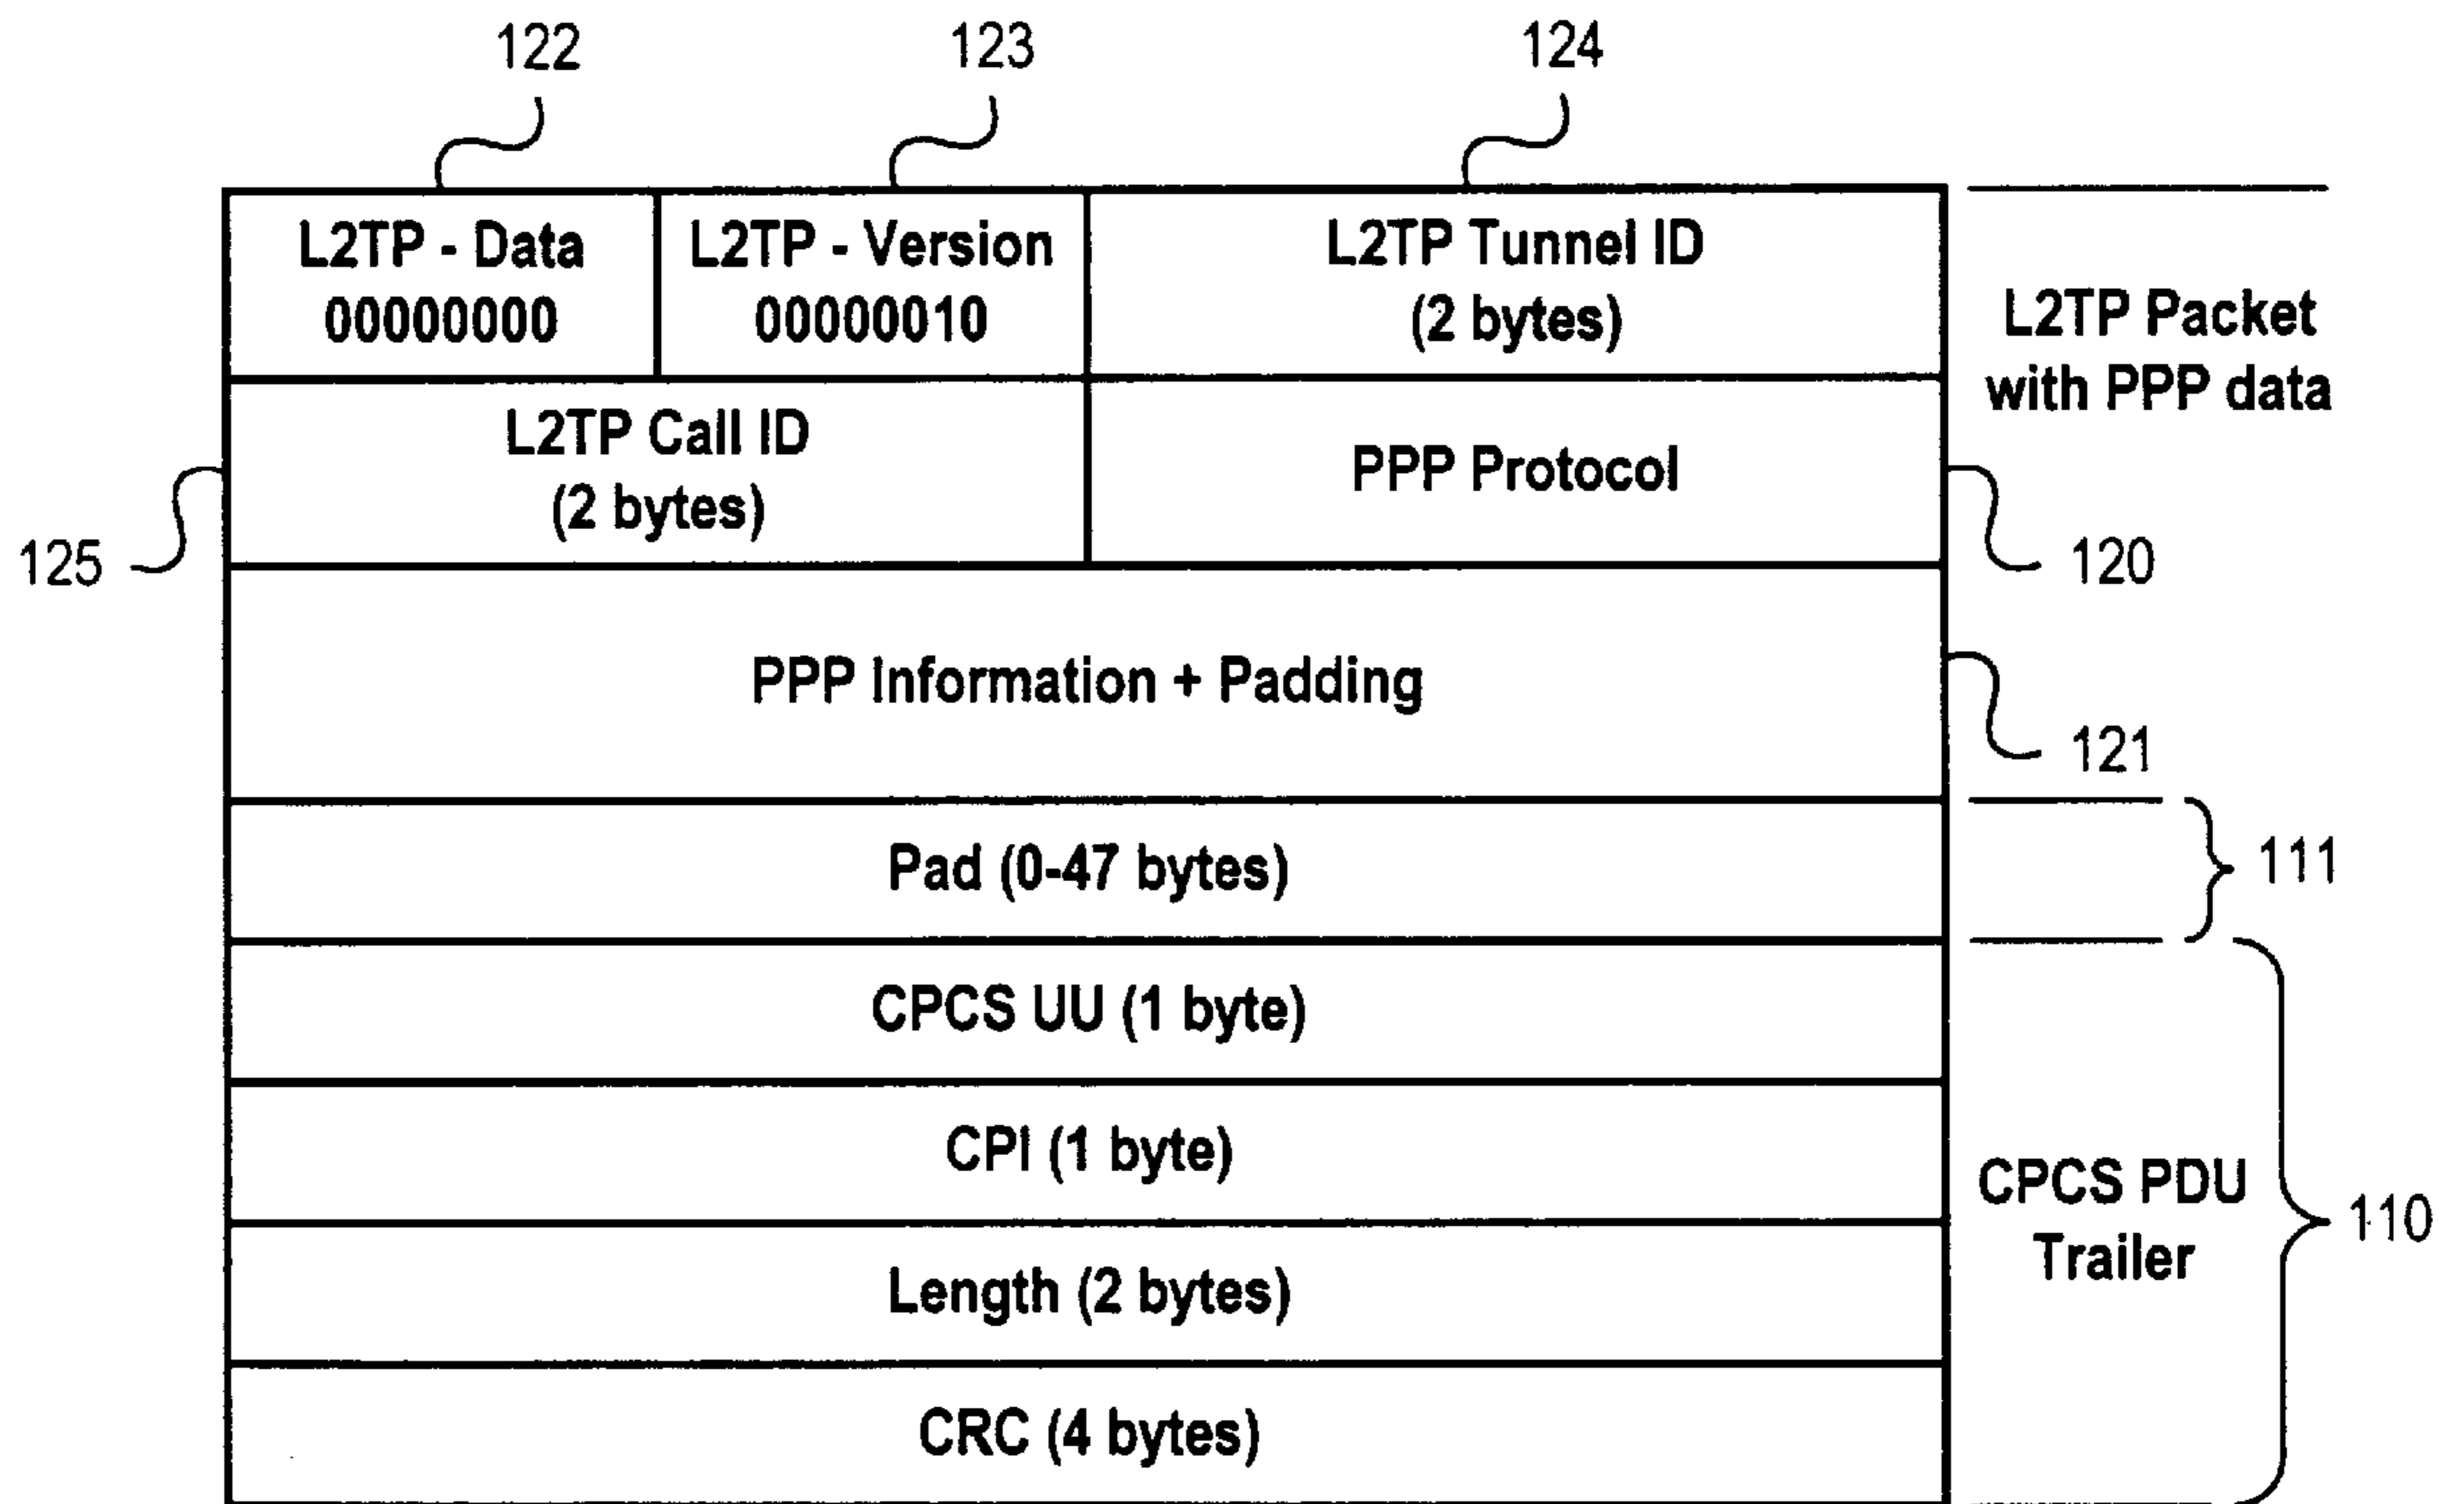 122
123
124
L2TP - Data
00000000
L2TP - Version
00000010
L2TP Tunnel ID
(2 bytes)
L2TP Packet
with PPP data
L2TP Call ID
(2 bytes)
PPP Protocol
125
120
PPP Information + Padding
121
Pad (0-47 bytes)
111
CPCS UU (1 byte)
CPI (1 byte)
CPCS PDU
Trailer
110
Length (2 bytes)
CRC (4 bytes)